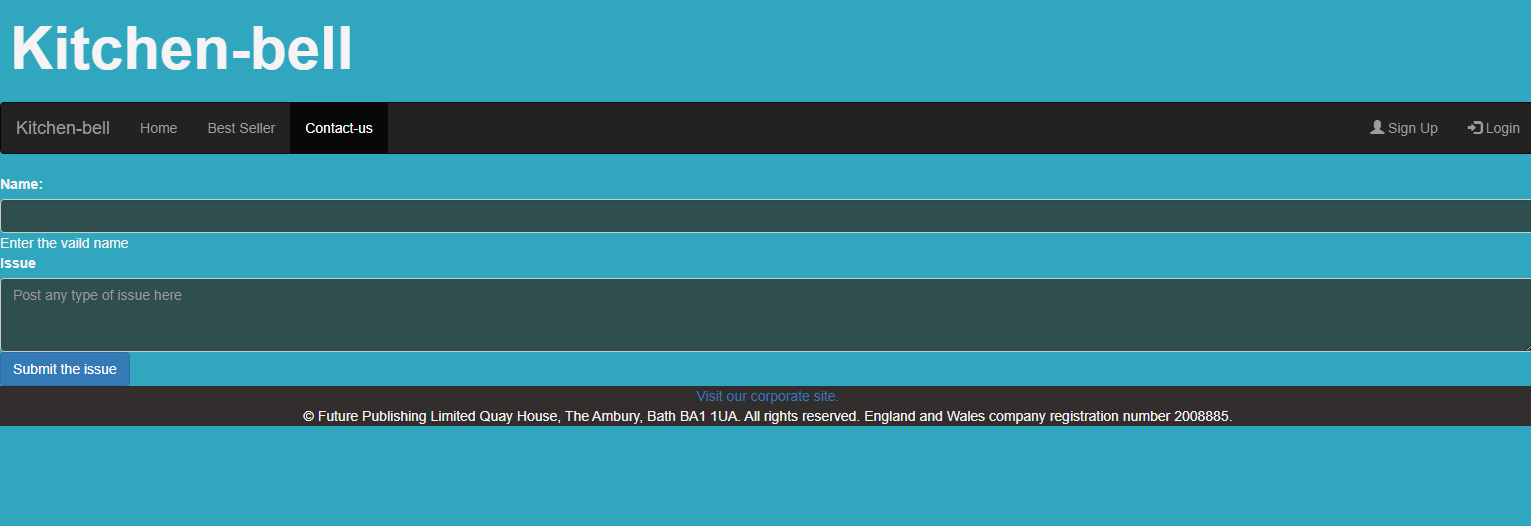 Kitchen-bell
Kitchen-bell Home Best Seller Contact-us Sign Up Login
Name:
Enter the vaild name
Issue
Post any type of issue here
Submit the issue
Visit our corporate site.
© Future Publishing Limited Quay House, The Ambury, Bath BA1 1UA. All rights reserved. England and Wales company registration number 2008885.